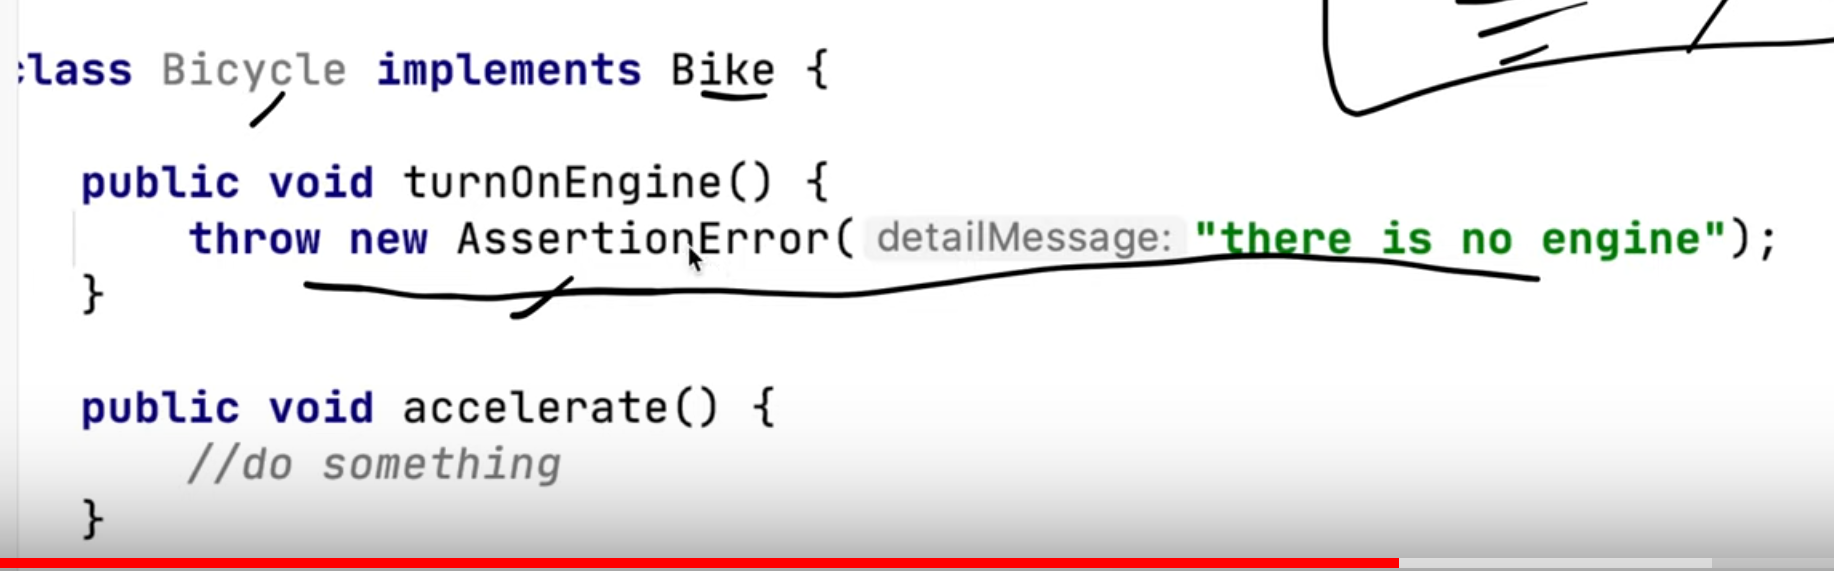 class Bicycle implements Bike {
public void turnOnEngine() {
throw new AssertionError( detailMessage: "there is no engine");
}
public void accelerate() {
//do something
}